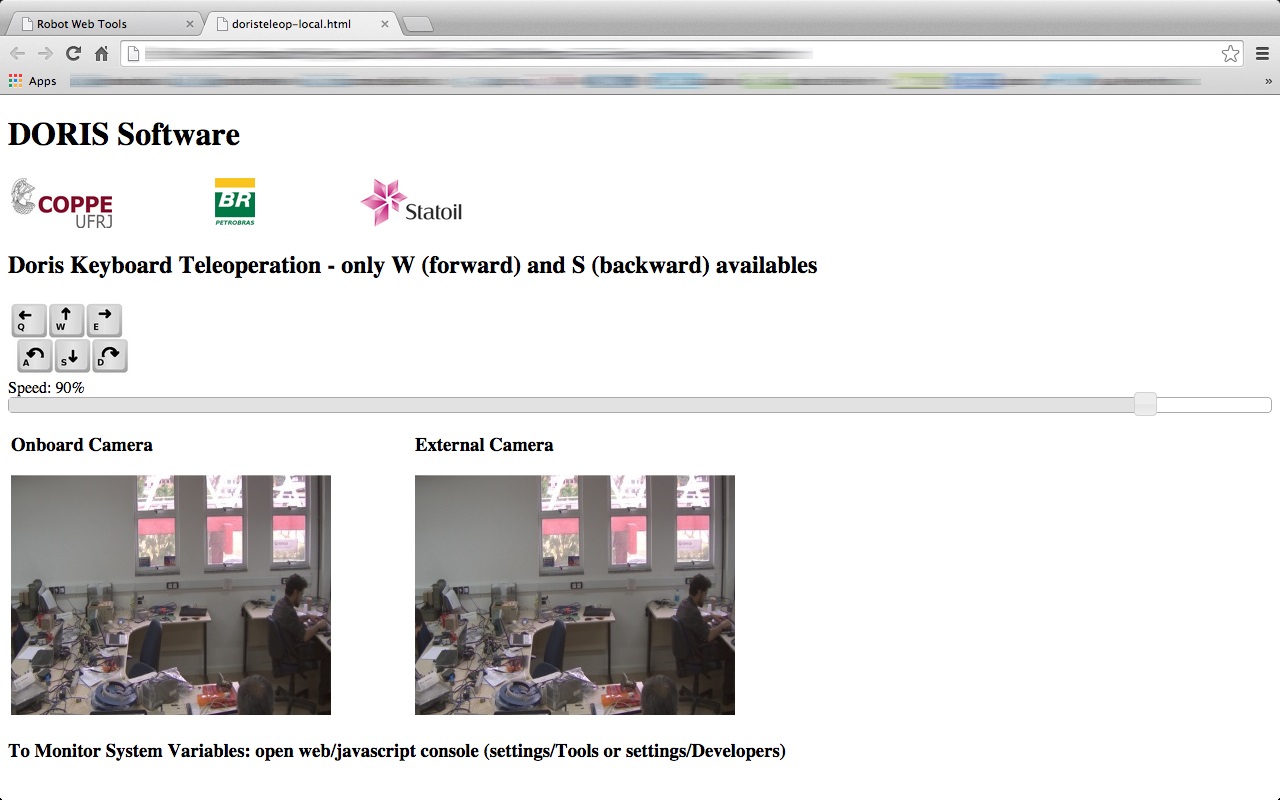 Robot Web Tools
doristeleop-local.html
Apps
»
DORIS Software
COPPE
UFRJ
BR
PETROBRAS
Statoil
Doris Keyboard Teleoperation - only W (forward) and S (backward) availables
Q W E
A S D
Speed: 90%
Onboard Camera External Camera
To Monitor System Variables: open web/javascript console (settings/Tools or settings/Developers)